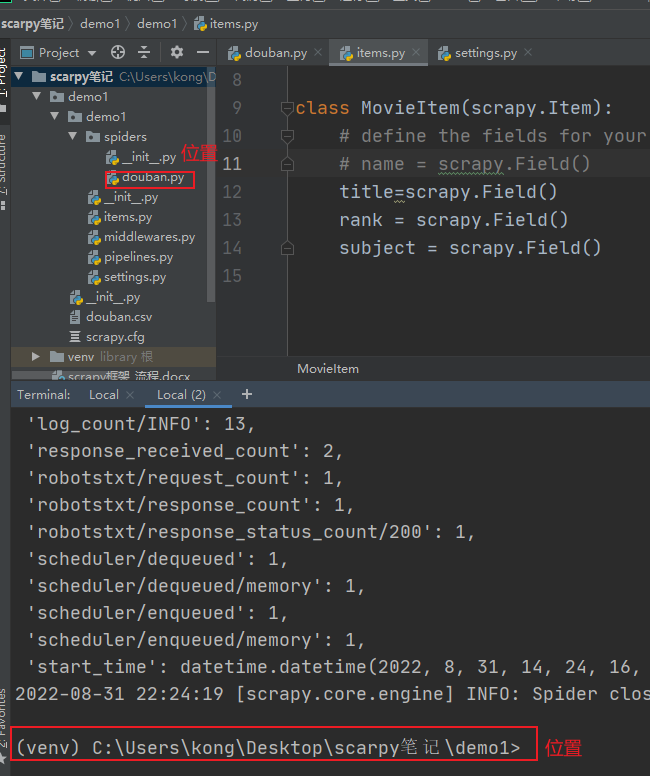 scarpy笔记 > demo1 > demo1 > items.py
Project
douban.py × items.py × settings.py ×
1: Project
7: Structure
2: Favorites
scarpy笔记 C:\Users\kong\D
demo1
demo1
spiders
__init__.py 位置
douban.py
__init__.py
items.py
middlewares.py
pipelines.py
settings.py
__init__.py
douban.csv
scrapy.cfg
venv library 根
scrapy框架 流程.docx
8
9 class MovieItem(scrapy.Item):
10 # define the fields for your
11 # name = scrapy.Field()
12 title=scrapy.Field()
13 rank = scrapy.Field()
14 subject = scrapy.Field()
15
MovieItem
Terminal: Local × Local (2) × +
'log_count/INFO': 13,
'response_received_count': 2,
'robotstxt/request_count': 1,
'robotstxt/response_count': 1,
'robotstxt/response_status_count/200': 1,
'scheduler/dequeued': 1,
'scheduler/dequeued/memory': 1,
'scheduler/enqueued': 1,
'scheduler/enqueued/memory': 1,
'start_time': datetime.datetime(2022, 8, 31, 14, 24, 16,
2022-08-31 22:24:19 [scrapy.core.engine] INFO: Spider clos
(venv) C:\Users\kong\Desktop\scarpy笔记\demo1> 位置